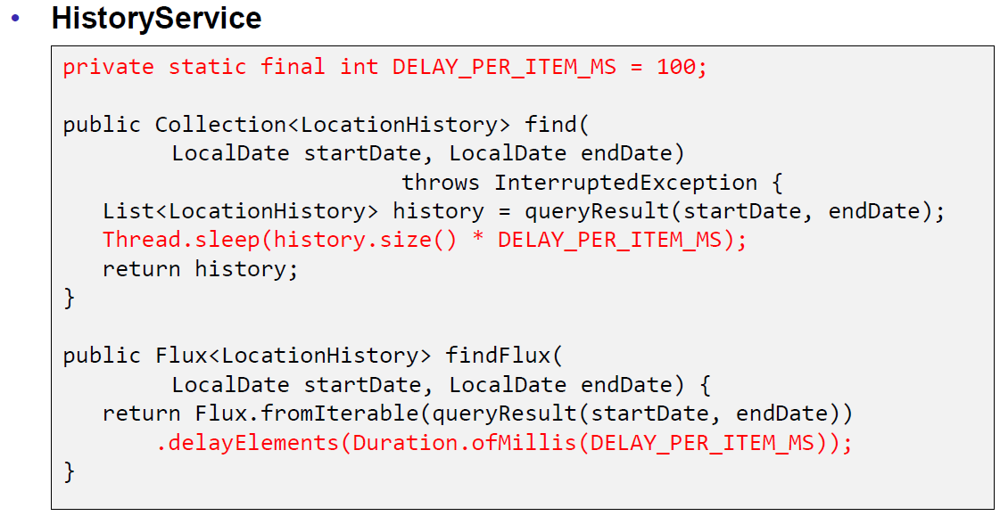 • HistoryService
private static final int DELAY_PER_ITEM_MS = 100;
public Collection<LocationHistory> find(
LocalDate startDate, LocalDate endDate)
throws InterruptedException {
List<LocationHistory> history = queryResult(startDate, endDate);
Thread.sleep(history.size() * DELAY_PER_ITEM_MS);
return history;
}
public Flux<LocationHistory> findFlux(
LocalDate startDate, LocalDate endDate) {
return Flux.fromIterable(queryResult(startDate, endDate))
.delayElements(Duration.ofMillis(DELAY_PER_ITEM_MS));
}